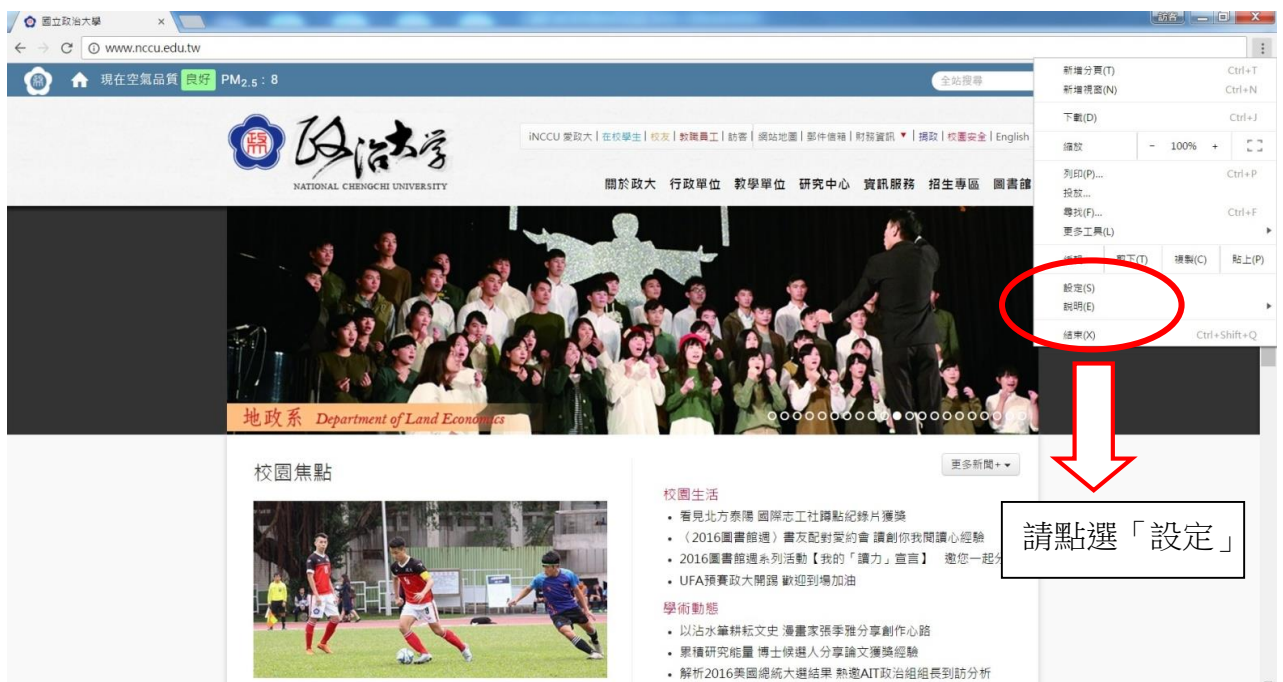 國立政治大學
訪客
www.nccu.edu.tw
現在空氣品質 良好 PM2.5：8
全站搜尋
政治大学
NATIONAL CHENGCHI UNIVERSITY
iNCCU 愛政大 | 在校學生 | 校友 | 教職員工 | 訪客 | 網站地圖 | 郵件信箱 | 財務資訊 ▼ | 捐政 | 校園安全 | English
關於政大 行政單位 教學單位 研究中心 資訊服務 招生專區 圖書館
新增分頁(T) Ctrl+T
新增視窗(N) Ctrl+N
下載(D) Ctrl+J
縮放 - 100% +
列印(P)... Ctrl+P
投放...
尋找(F)... Ctrl+F
更多工具(L)
剪下(T) 複製(C) 貼上(P)
設定(S)
說明(E)
結束(X) Ctrl+Shift+Q
地政系 Department of Land Economics
請點選「設定」
校園焦點
更多新聞+
校園生活
• 看見北方泰陽 國際志工社蹲點紀錄片獲獎
• （2016圖書館週）書友配對愛約會 讀創你我閱讀心經驗
• 2016圖書館週系列活動【我的「讀力」宣言】 邀您一起
• UFA預賽政大開踢 歡迎到場加油
學術動態
• 以沾水筆耕耘文史 漫畫家張季雅分享創作心路
• 累積研究能量 博士候選人分享論文獲獎經驗
• 解析2016美國總統大選結果 熱邀AIT政治組組長到訪分析